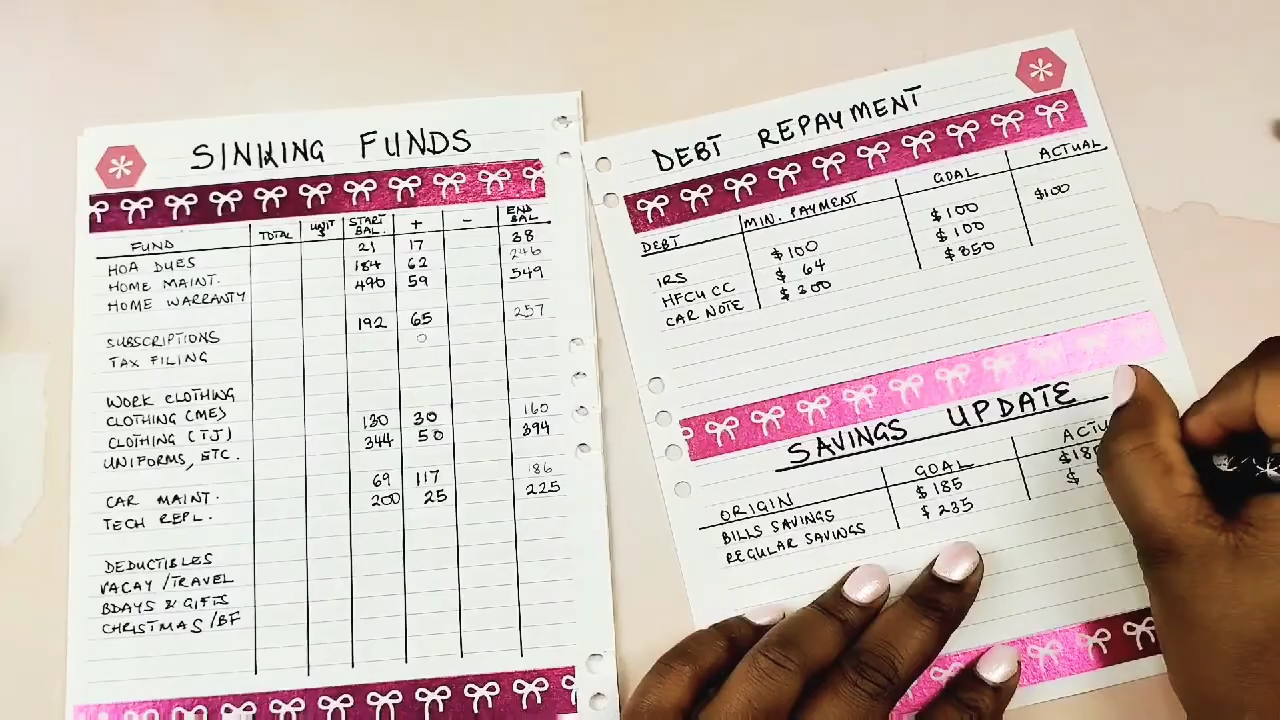 SINKING FUNDS
FUND TOTAL UNIT $ START BAL. + - END BAL
HOA DUES 21 17 38
HOME MAINT. 184 62 246
HOME WARRANTY 490 59 549
SUBSCRIPTIONS 192 65 257
TAX FILING 0
WORK CLOTHING
CLOTHING (ME) 130 30 160
CLOTHING (TJ) 344 50 394
UNIFORMS, ETC.
CAR MAINT. 69 117 186
TECH REPL. 200 25 225
DEDUCTIBLES
VACAY / TRAVEL
BDAYS & GIFTS
CHRISTMAS / BF
DEBT REPAYMENT
DEBT MIN. PAYMENT GOAL ACTUAL
IRS $100 $100 $100
HFCU CC $ 64 $100
CAR NOTE $ 300 $850
SAVINGS UPDATE
ORIGIN GOAL
BILLS SAVINGS $ 185
REGULAR SAVINGS $ 235 $